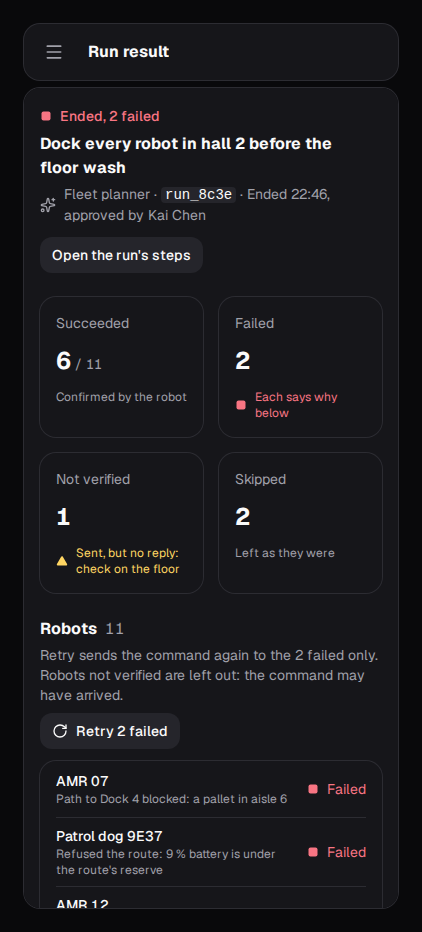 Run result
Ended, 2 failed
Dock every robot in hall 2 before the
floor wash
Fleet planner · run_8c3e · Ended 22:46,
approved by Kai Chen
Open the run's steps
Succeeded
6 / 11
Confirmed by the robot
Failed
2
Each says why
below
Not verified
1
Sent, but no reply:
check on the floor
Skipped
2
Left as they were
Robots 11
Retry sends the command again to the 2 failed only.
Robots not verified are left out: the command may
have arrived.
Retry 2 failed
AMR 07
Path to Dock 4 blocked: a pallet in aisle 6
Failed
Patrol dog 9E37
Refused the route: 9 % battery is under
the route's reserve
Failed
AMR 12